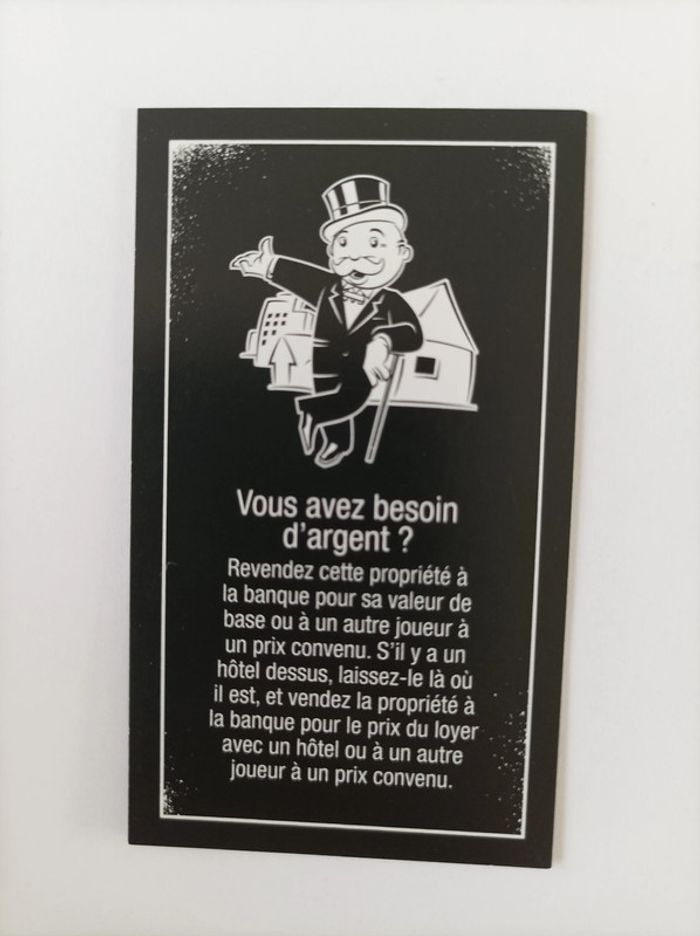 Vous avez besoin
d'argent ?
Revendez cette propriété à
la banque pour sa valeur de
base ou à un autre joueur à
un prix convenu. S'il y a un
hôtel dessus, laissez-le là où
il est, et vendez la propriété à
la banque pour le prix du loyer
avec un hôtel ou à un autre
joueur à un prix convenu.